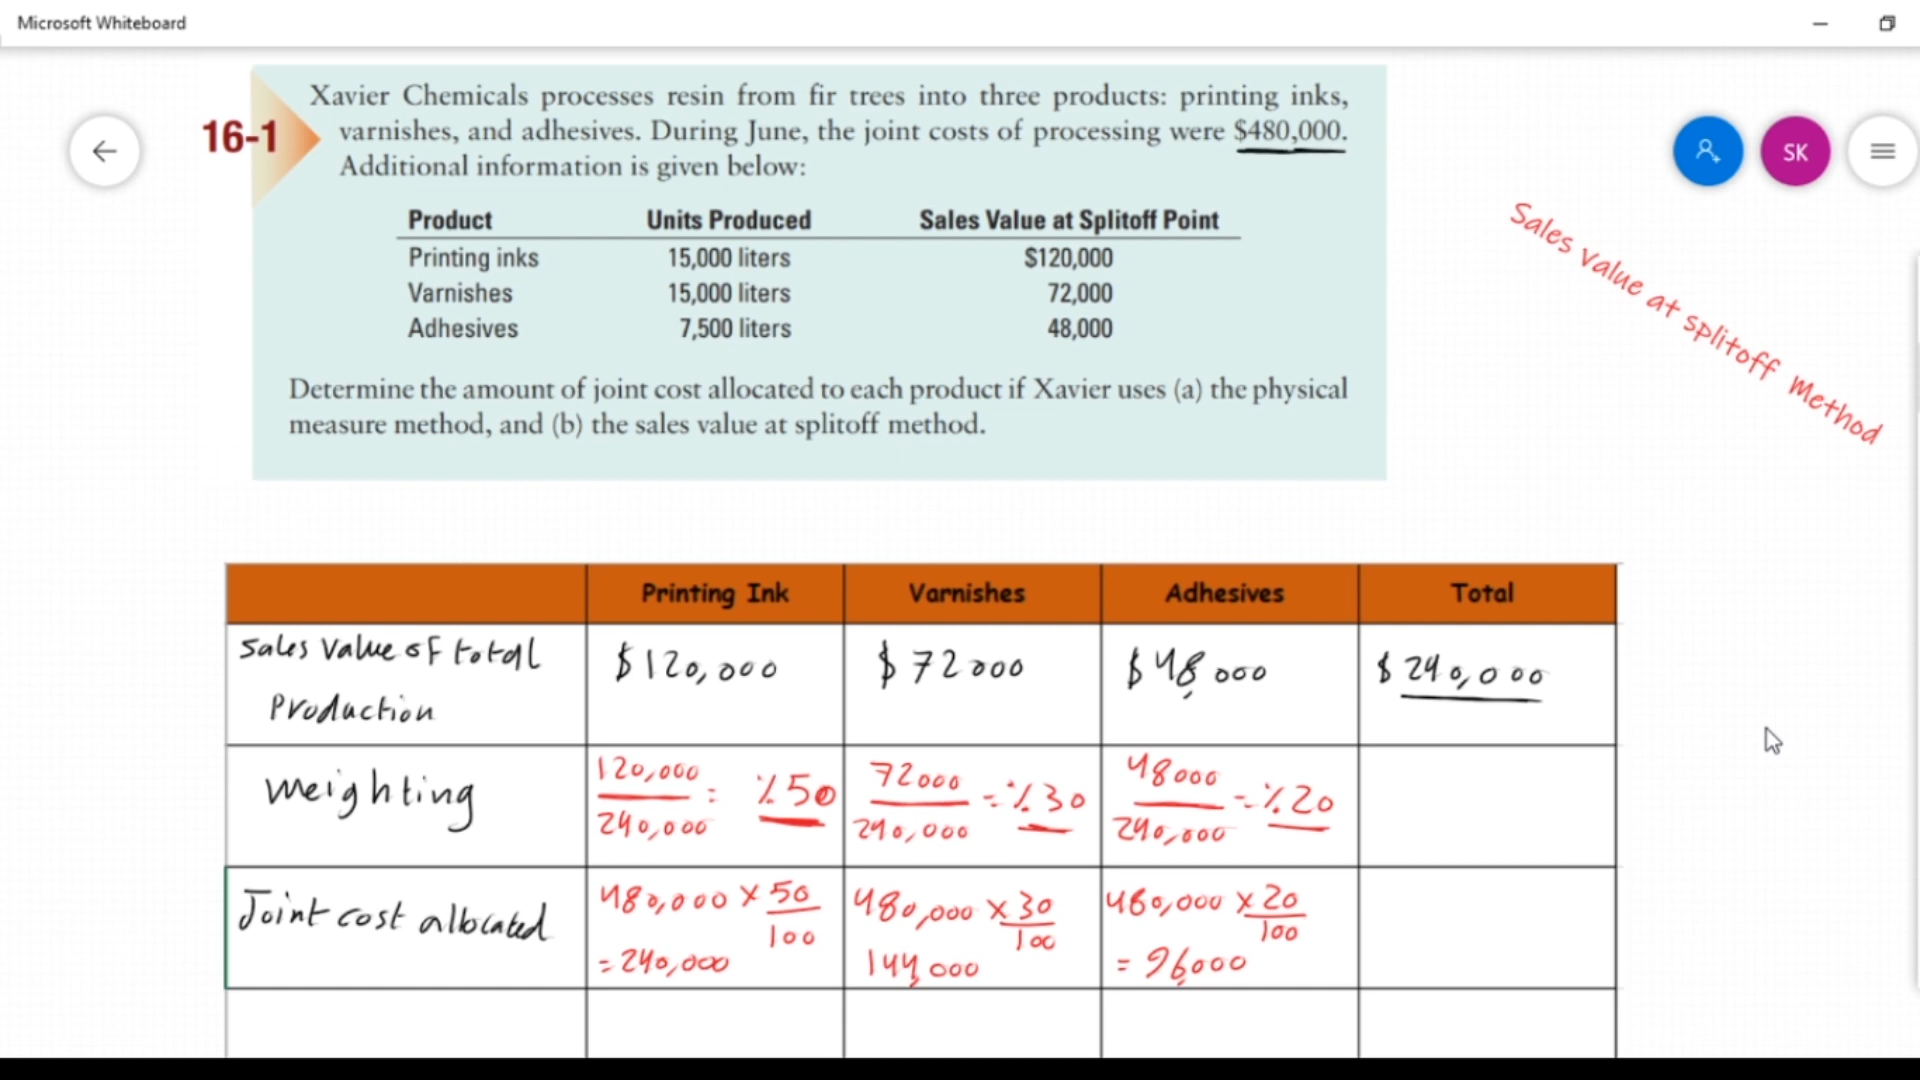 Microsoft Whiteboard
16-1
Xavier Chemicals processes resin from fir trees into three products: printing inks,
varnishes, and adhesives. During June, the joint costs of processing were $480,000.
Additional information is given below:
Product Units Produced Sales Value at Splitoff Point
Printing inks 15,000 liters $120,000
Varnishes 15,000 liters 72,000
Adhesives 7,500 liters 48,000
Determine the amount of joint cost allocated to each product if Xavier uses (a) the physical
measure method, and (b) the sales value at splitoff method.
SK
Sales value at splitoff Method
Printing Ink Varnishes Adhesives Total
Sales Value of total
Production
$120,000 $72000 $48,000 $240,000
Weighting
120,000
240,000
= %50
72000
240,000
= %30
48000
240,000
= %20
Joint cost allocated
480,000 × 50
100
= 240,000
480,000 × 30
100
144,000
480,000 × 20
100
= 96,000